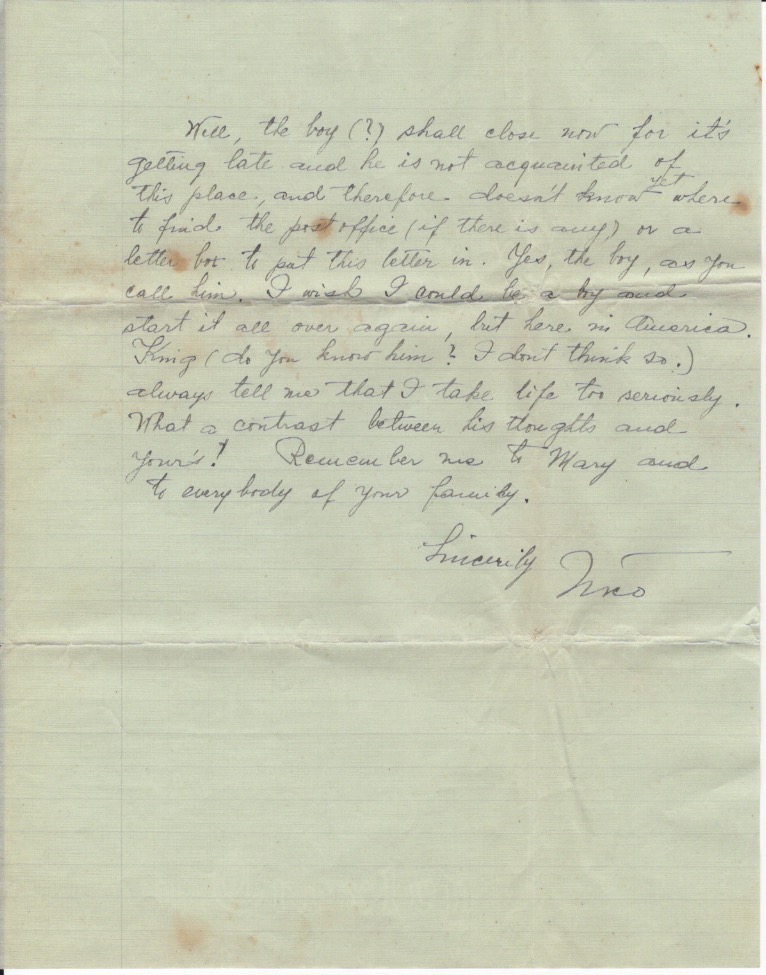 Well, the boy (?) shall close now for it's
getting late and he is not acquainted of
this place, and therefore doesn't know yet where
to find the post office (if there is any) or a
letter box to put this letter in. Yes, the boy, as you
call him. I wish I could be a boy and
start it all over again, but here in America.
King (do you know him? I dont think so.)
always tell me that I take life too seriously.
What a contrast between his thoughts and
your's! Remember me to Mary and
to everybody of your family.
Sincerily